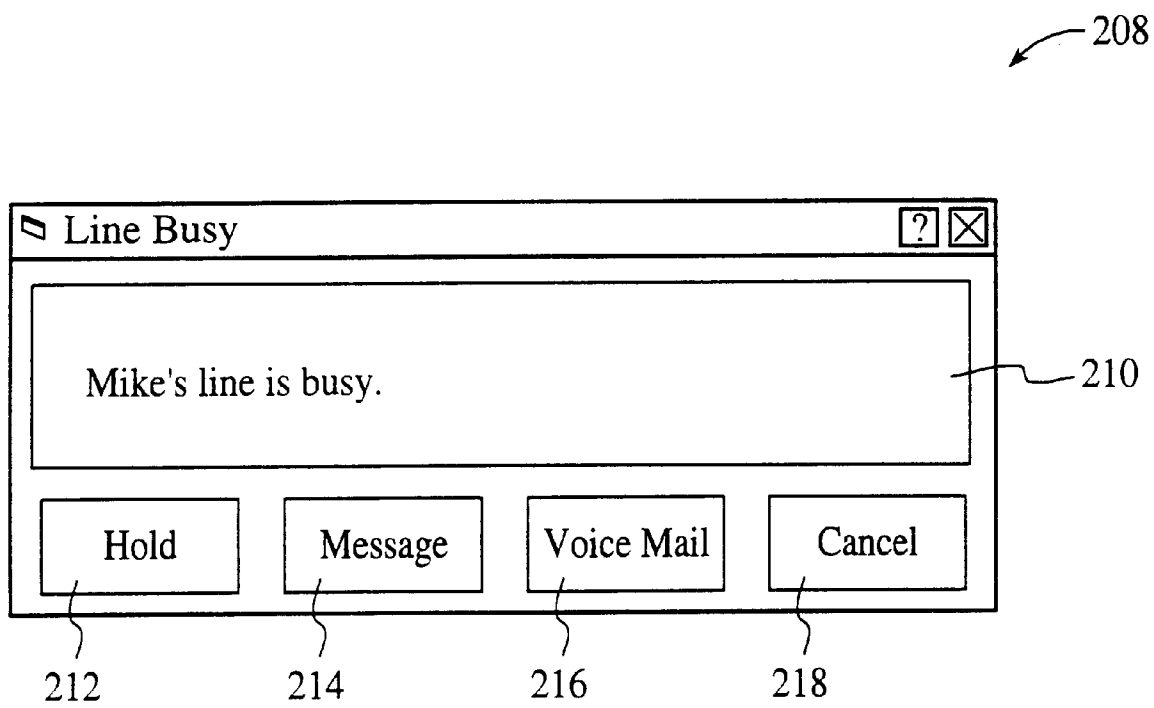 208
Line Busy ?
Mike's line is busy.
210
Hold Message Voice Mail Cancel
212 214 216 218